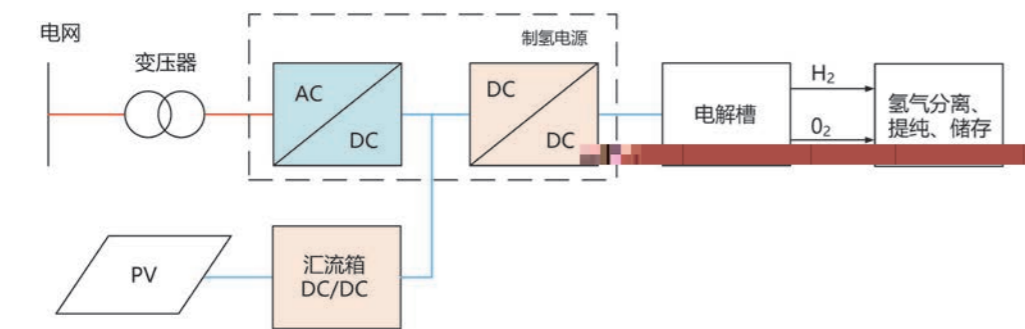 电网
变压器
制氢电源
AC
DC
DC
DC
电解槽
H₂
0₂
氢气分离、
提纯、储存
PV
汇流箱
DC/DC